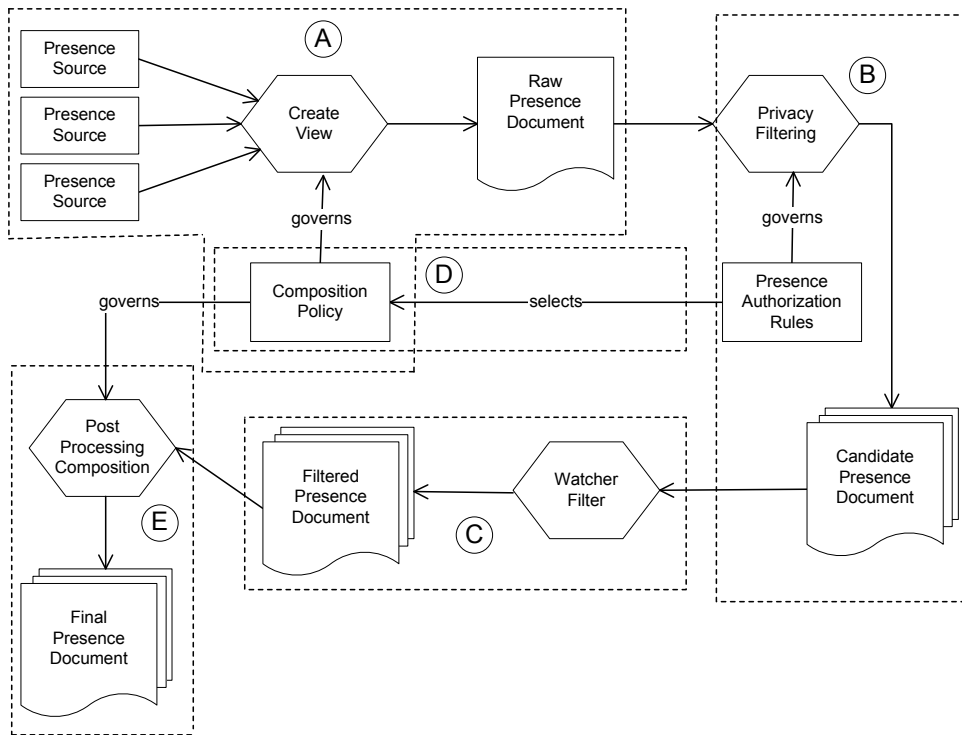 A
Presence
Source
Presence
Source
Presence
Source
Create
View
Raw
Presence
Document
B
Privacy
Filtering
governs
governs
D
Composition
Policy
selects
Presence
Authorization
Rules
governs
Post
Processing
Composition
E
Filtered
Presence
Document
C
Watcher
Filter
Candidate
Presence
Document
Final
Presence
Document